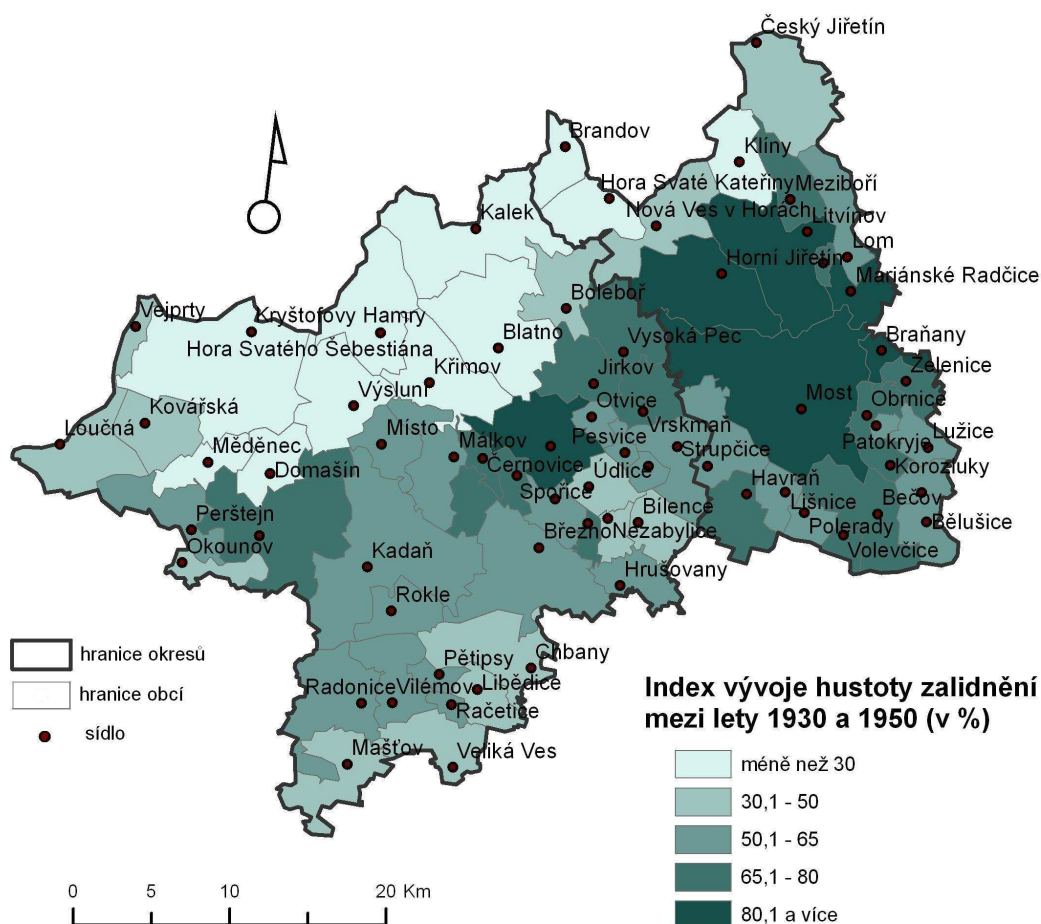 Český Jiřetín
Brandov
Klíny
Hora Svaté Kateřiny
Meziboří
Kalek
Nová Ves v Horách
Litvínov
Lom
Horní Jiřetín
Mariánské Radčice
Boleboř
Vejprty
Kryštofovy Hamry
Hora Svatého Šebestiána
Blatno
Vysoká Pec
Braňany
Křimov
Jirkov
Zelenice
Výsluní
Kovářská
Otvice
Most
Obrnice
Loučná
Místo
Málkov
Pesvice
Vrskmaň
Patokryje
Lužice
Měděnec
Domašín
Černovice
Údlice
Strupčice
Korozluky
Spořice
Havraň
Lišnice
Bečov
Perštejn
Bílence
Polerady
Bělušice
Okounov
Březno
Nezabylice
Volevčice
Kadaň
Hrušovany
Rokle
Chbany
Pětipsy
Radonice
Vilémov
Libědice
Račetice
Mašťov
Veliká Ves
hranice okresů
hranice obcí
sídlo
Index vývoje hustoty zalidnění
mezi lety 1930 a 1950 (v %)
méně než 30
30,1 - 50
50,1 - 65
65,1 - 80
80,1 a více
0 5 10 20 Km